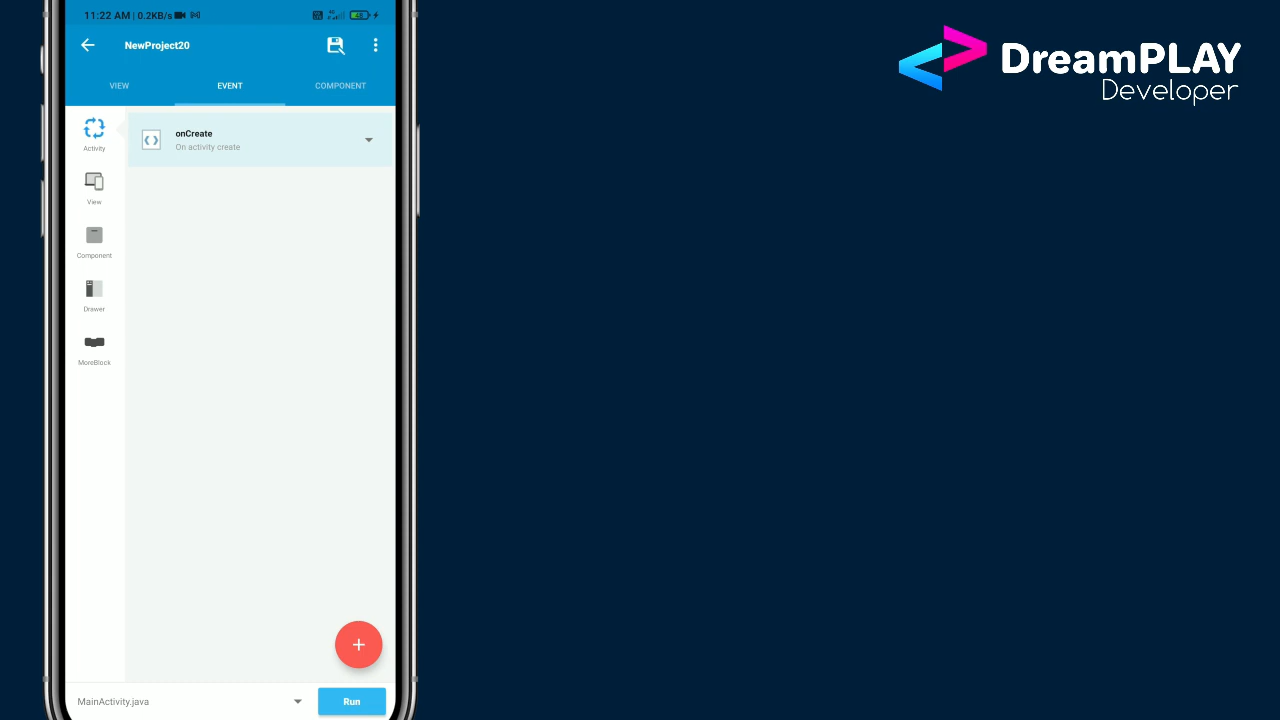 11:22 AM | 0.2KB/s
NewProject20
VIEW
EVENT
COMPONENT
Activity
onCreate
On activity create
View
Component
Drawer
MoreBlock
+
MainActivity.java
Run
DreamPLAY
Developer